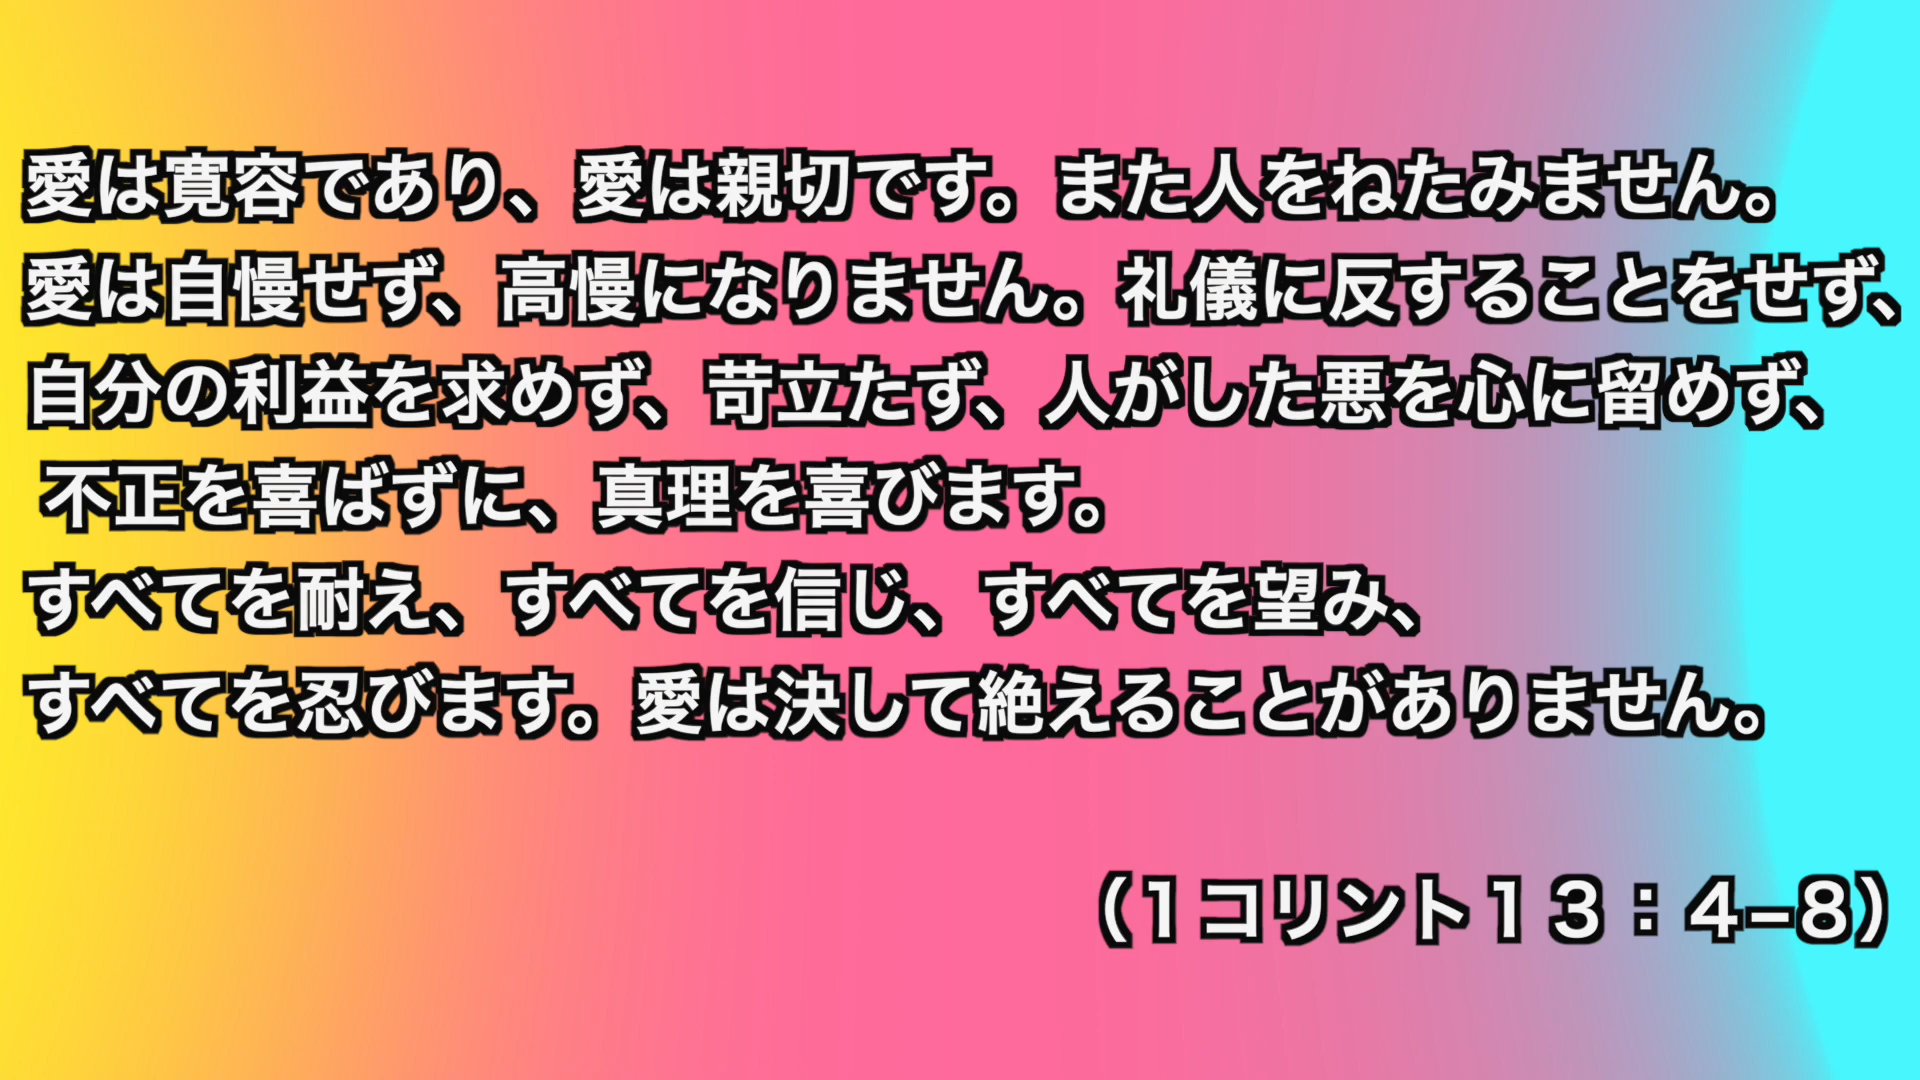 愛は寛容であり、愛は親切です。また人をねたみません。
愛は自慢せず、高慢になりません。礼儀に反することをせず、
自分の利益を求めず、苛立たず、人がした悪を心に留めず、
不正を喜ばずに、真理を喜びます。
すべてを耐え、すべてを信じ、すべてを望み、
すべてを忍びます。愛は決して絶えることがありません。
（１コリント１３：４−８）